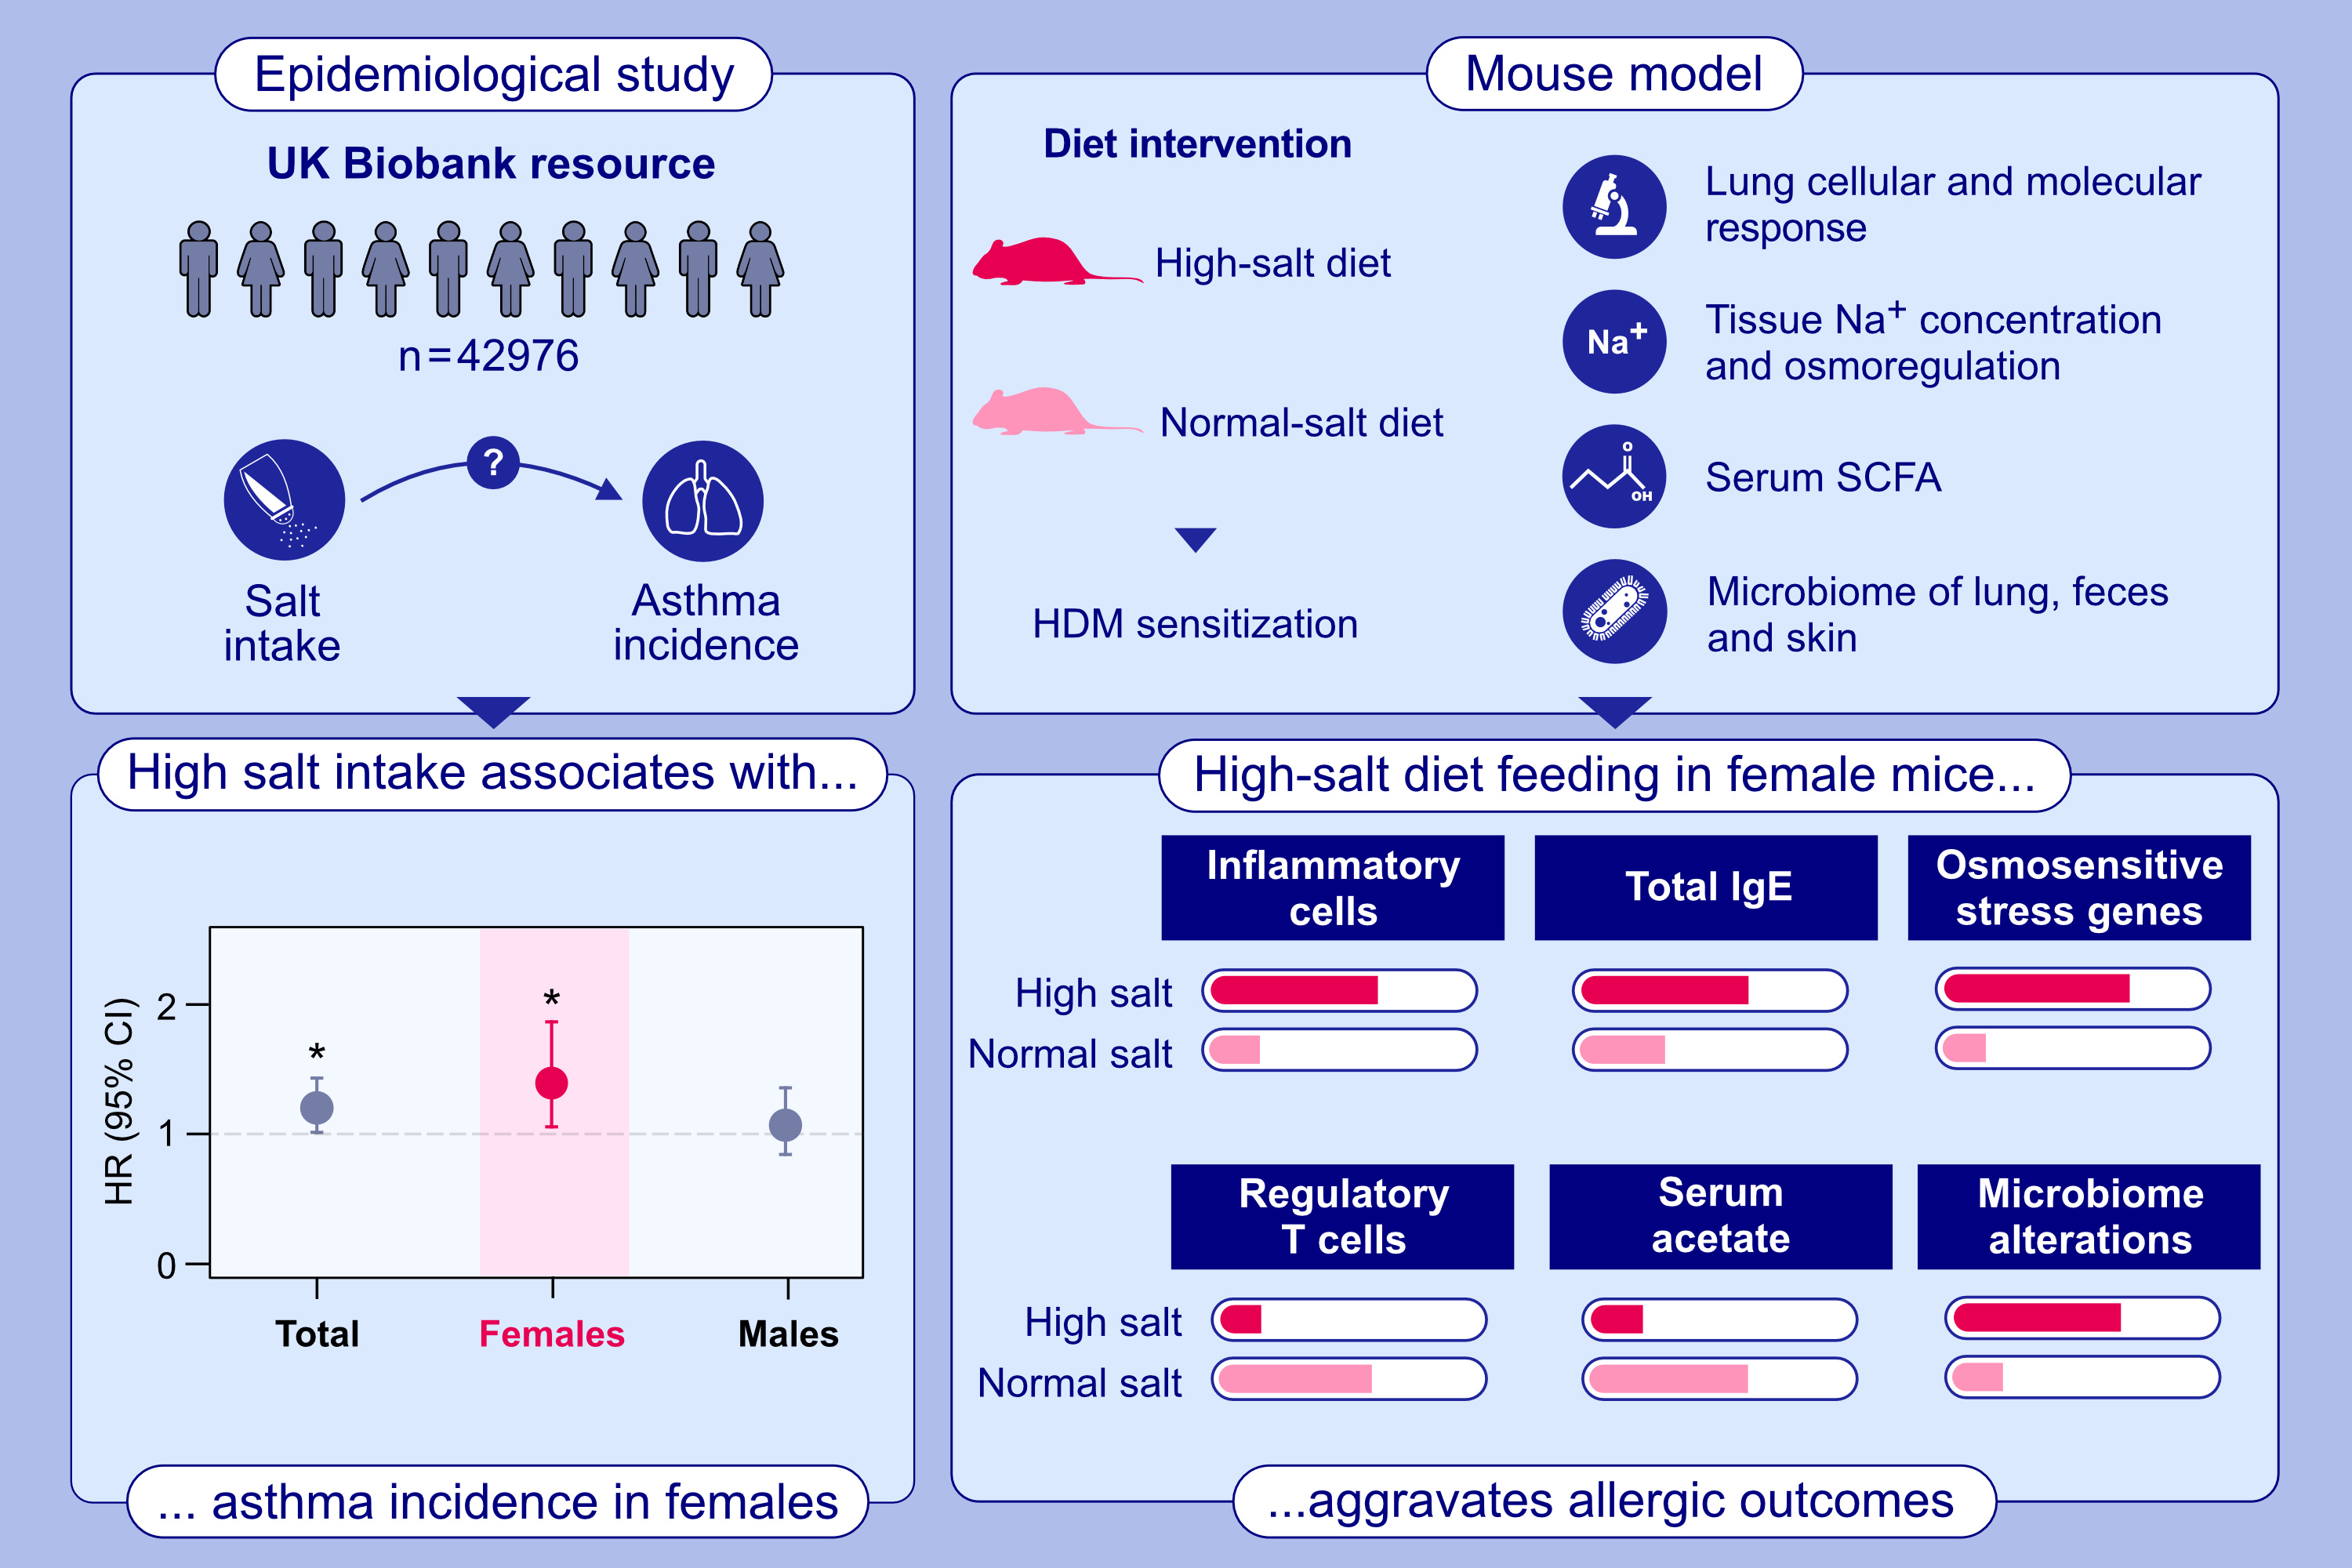 Epidemiological study
UK Biobank resource
n=42976
?
Salt
intake
Asthma
incidence
Mouse model
Diet intervention
High-salt diet
Normal-salt diet
HDM sensitization
Lung cellular and molecular
response
Na⁺
Tissue Na⁺ concentration
and osmoregulation
O
OH
Serum SCFA
Microbiome of lung, feces
and skin
High salt intake associates with...
HR (95% CI)
2
1
0
*
*
Total
Females
Males
... asthma incidence in females
High-salt diet feeding in female mice...
Inflammatory
cells
Total IgE
Osmosensitive
stress genes
High salt
Normal salt
Regulatory
T cells
Serum
acetate
Microbiome
alterations
High salt
Normal salt
...aggravates allergic outcomes